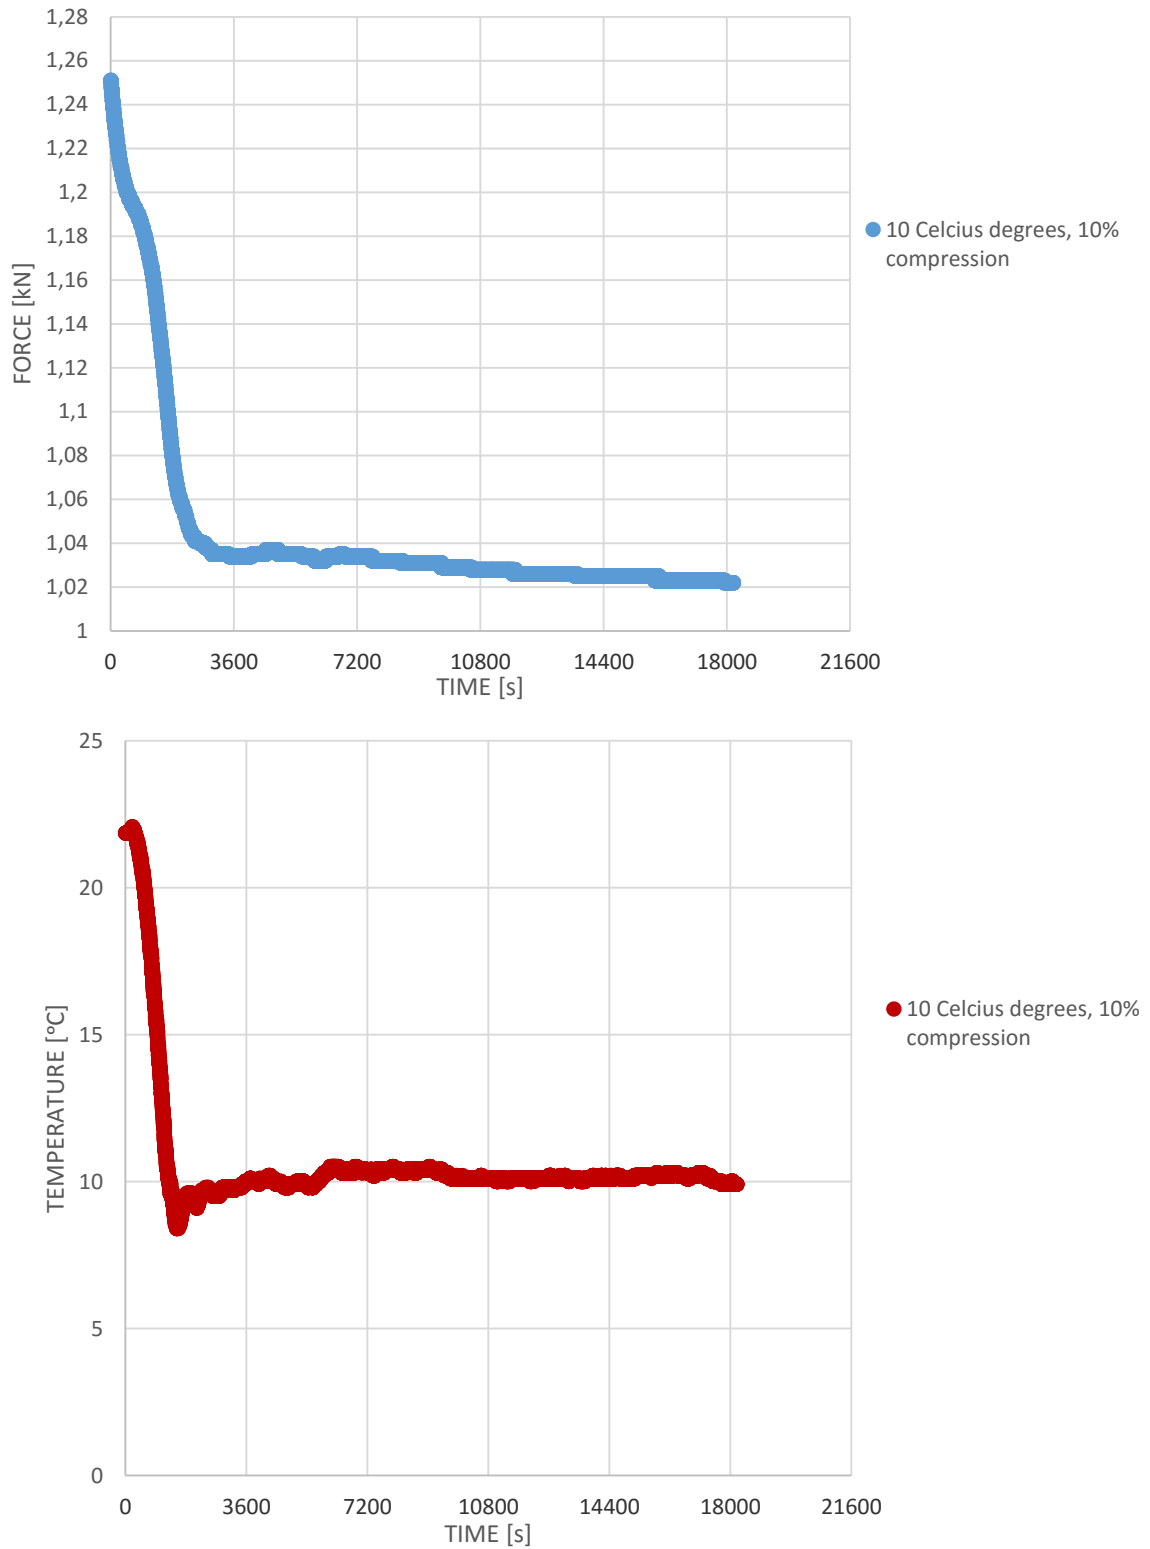 1,28
1,26
1,24
1,22
1,2
1,18
1,16
1,14
1,12
1,1
1,08
1,06
1,04
1,02
1
FORCE [kN]
0 3600 7200 10800 14400 18000 21600
TIME [s]
10 Celcius degrees, 10%
compression
25
20
15
10
5
0
TEMPERATURE [°C]
0 3600 7200 10800 14400 18000 21600
TIME [s]
10 Celcius degrees, 10%
compression